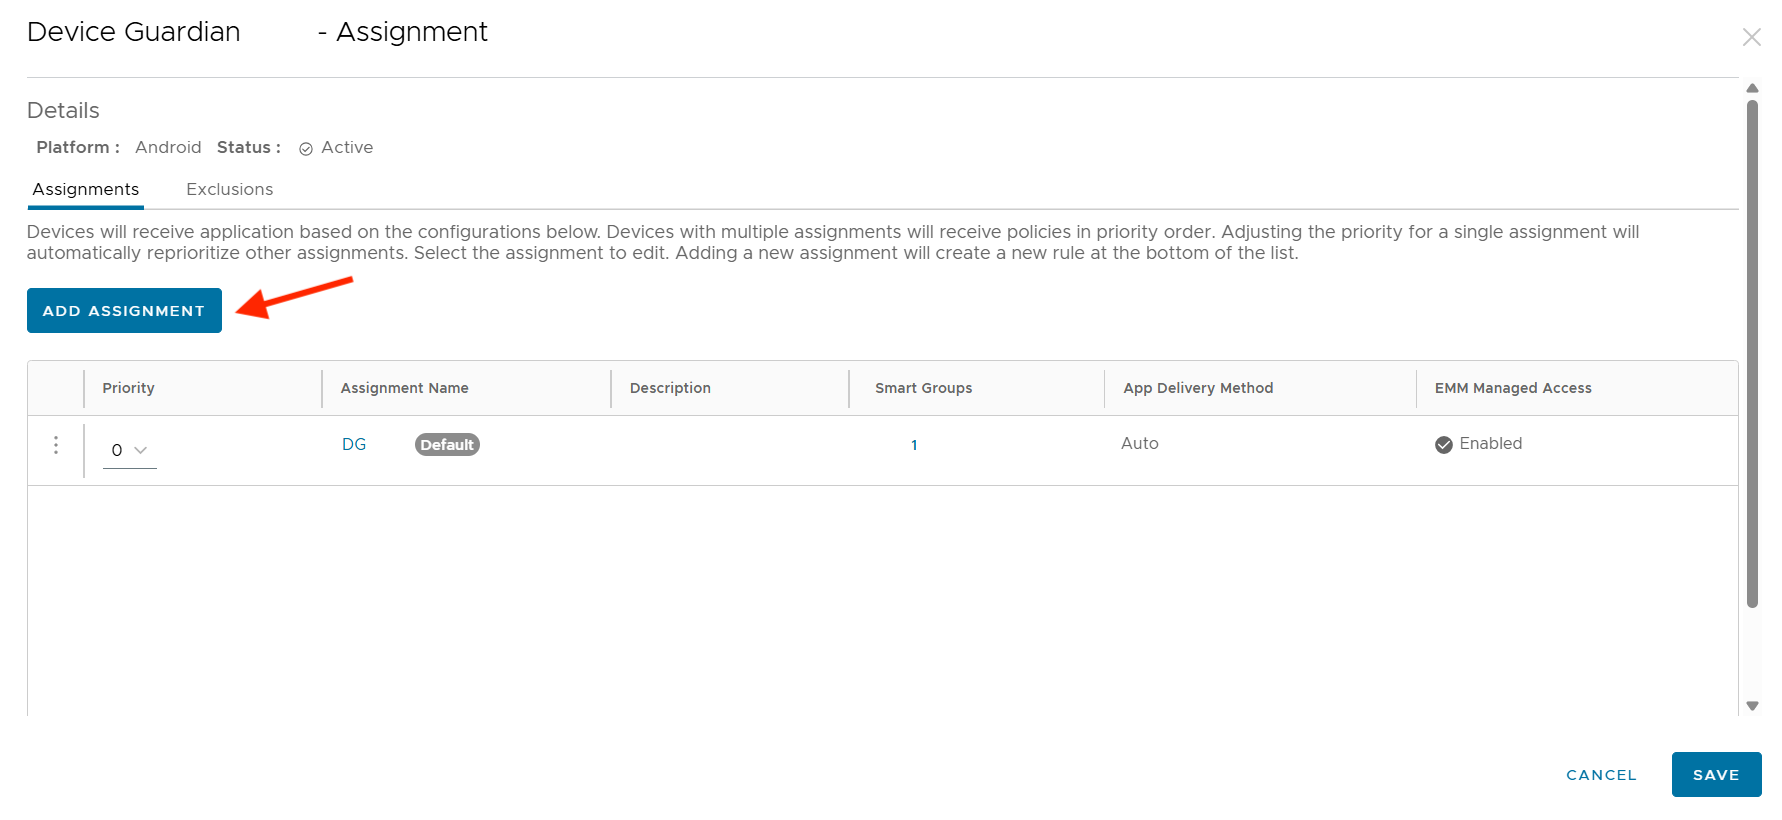 Device Guardian - Assignment
Details
Platform : Android Status : Active
Assignments Exclusions
Devices will receive application based on the configurations below. Devices with multiple assignments will receive policies in priority order. Adjusting the priority for a single assignment will
automatically reprioritize other assignments. Select the assignment to edit. Adding a new assignment will create a new rule at the bottom of the list.
ADD ASSIGNMENT
Priority Assignment Name Description Smart Groups App Delivery Method EMM Managed Access
0 DG Default 1 Auto Enabled
CANCEL SAVE